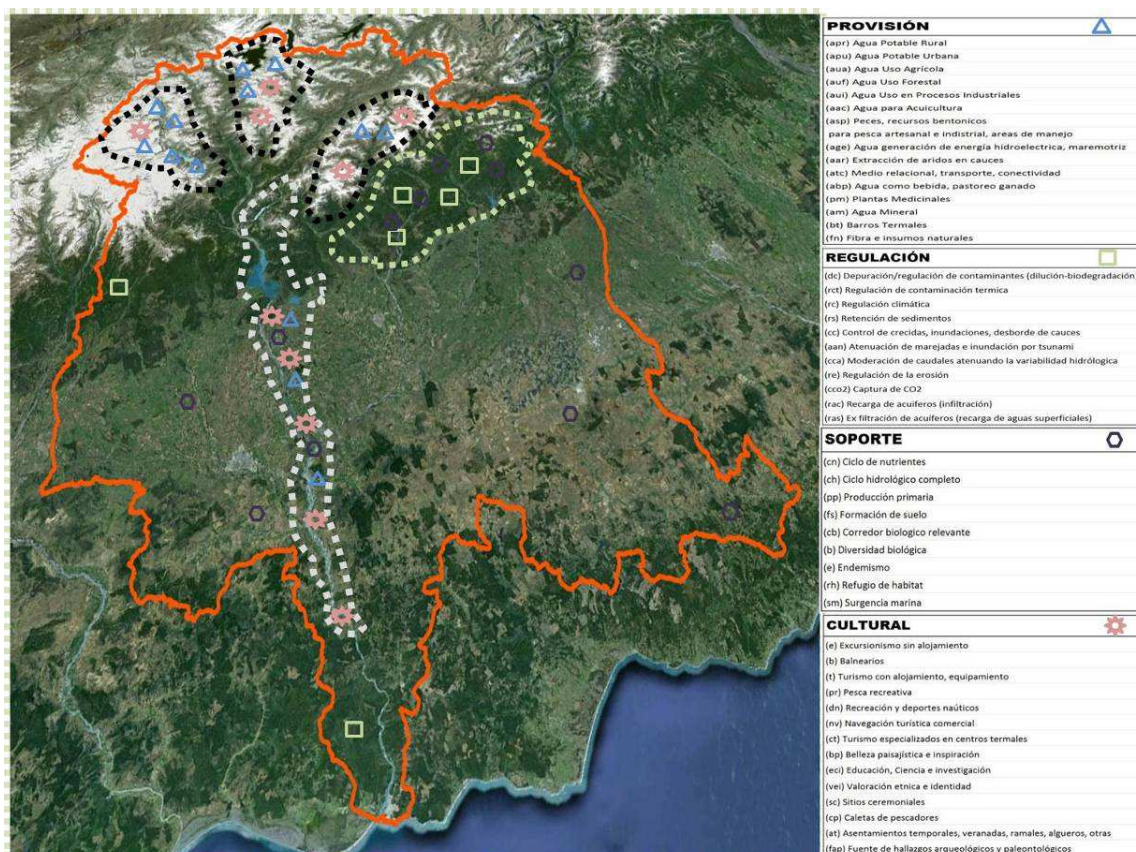 PROVISIÓN
(apr) Agua Potable Rural
(apu) Agua Potable Urbana
(aua) Agua Uso Agrícola
(auf) Agua Uso Forestal
(aui) Agua Uso en Procesos Industriales
(aac) Agua para Acuicultura
(asp) Peces, recursos bentonicos
para pesca artesanal e indistrial, areas de manejo
(age) Agua generación de energía hidroelectrica, maremotriz
(aar) Extracción de aridos en cauces
(atc) Medio relacional, transporte, conectividad
(abp) Agua como bebida, pastoreo ganado
(pm) Plantas Medicinales
(am) Agua Mineral
(bt) Barros Termales
(fn) Fibra e insumos naturales
REGULACIÓN
(dc) Depuración/regulación de contaminantes (dilución-biodegradación)
(rct) Regulación de contaminación termica
(rc) Regulación climática
(rs) Retención de sedimentos
(cc) Control de crecidas, inundaciones, desborde de cauces
(aan) Atenuación de marejadas e inundación por tsunami
(cca) Moderación de caudales atenuando la variabilidad hidrólogica
(re) Regulación de la erosión
(cco2) Captura de CO2
(rac) Recarga de acuiferos (infiltración)
(ras) Ex filtración de acuíferos (recarga de aguas superficiales)
SOPORTE
(cn) Ciclo de nutrientes
(ch) Ciclo hidrológico completo
(pp) Producción primaria
(fs) Formación de suelo
(cb) Corredor biologico relevante
(b) Diversidad biológica
(e) Endemismo
(rh) Refugio de habitat
(sm) Surgencia marina
CULTURAL
(e) Excursionismo sin alojamiento
(b) Balnearios
(t) Turismo con alojamiento, equipamiento
(pr) Pesca recreativa
(dn) Recreación y deportes naúticos
(nv) Navegación turística comercial
(ct) Turismo especializados en centros termales
(bp) Belleza paisajística e inspiración
(eci) Educación, Ciencia e investigación
(vei) Valoración etnica e identidad
(sc) Sitios ceremoniales
(cp) Caletas de pescadores
(at) Asentamientos temporales, veranadas, ramales, algueros, otras
(fap) Fuente de hallazgos arqueológicos y paleontológicos